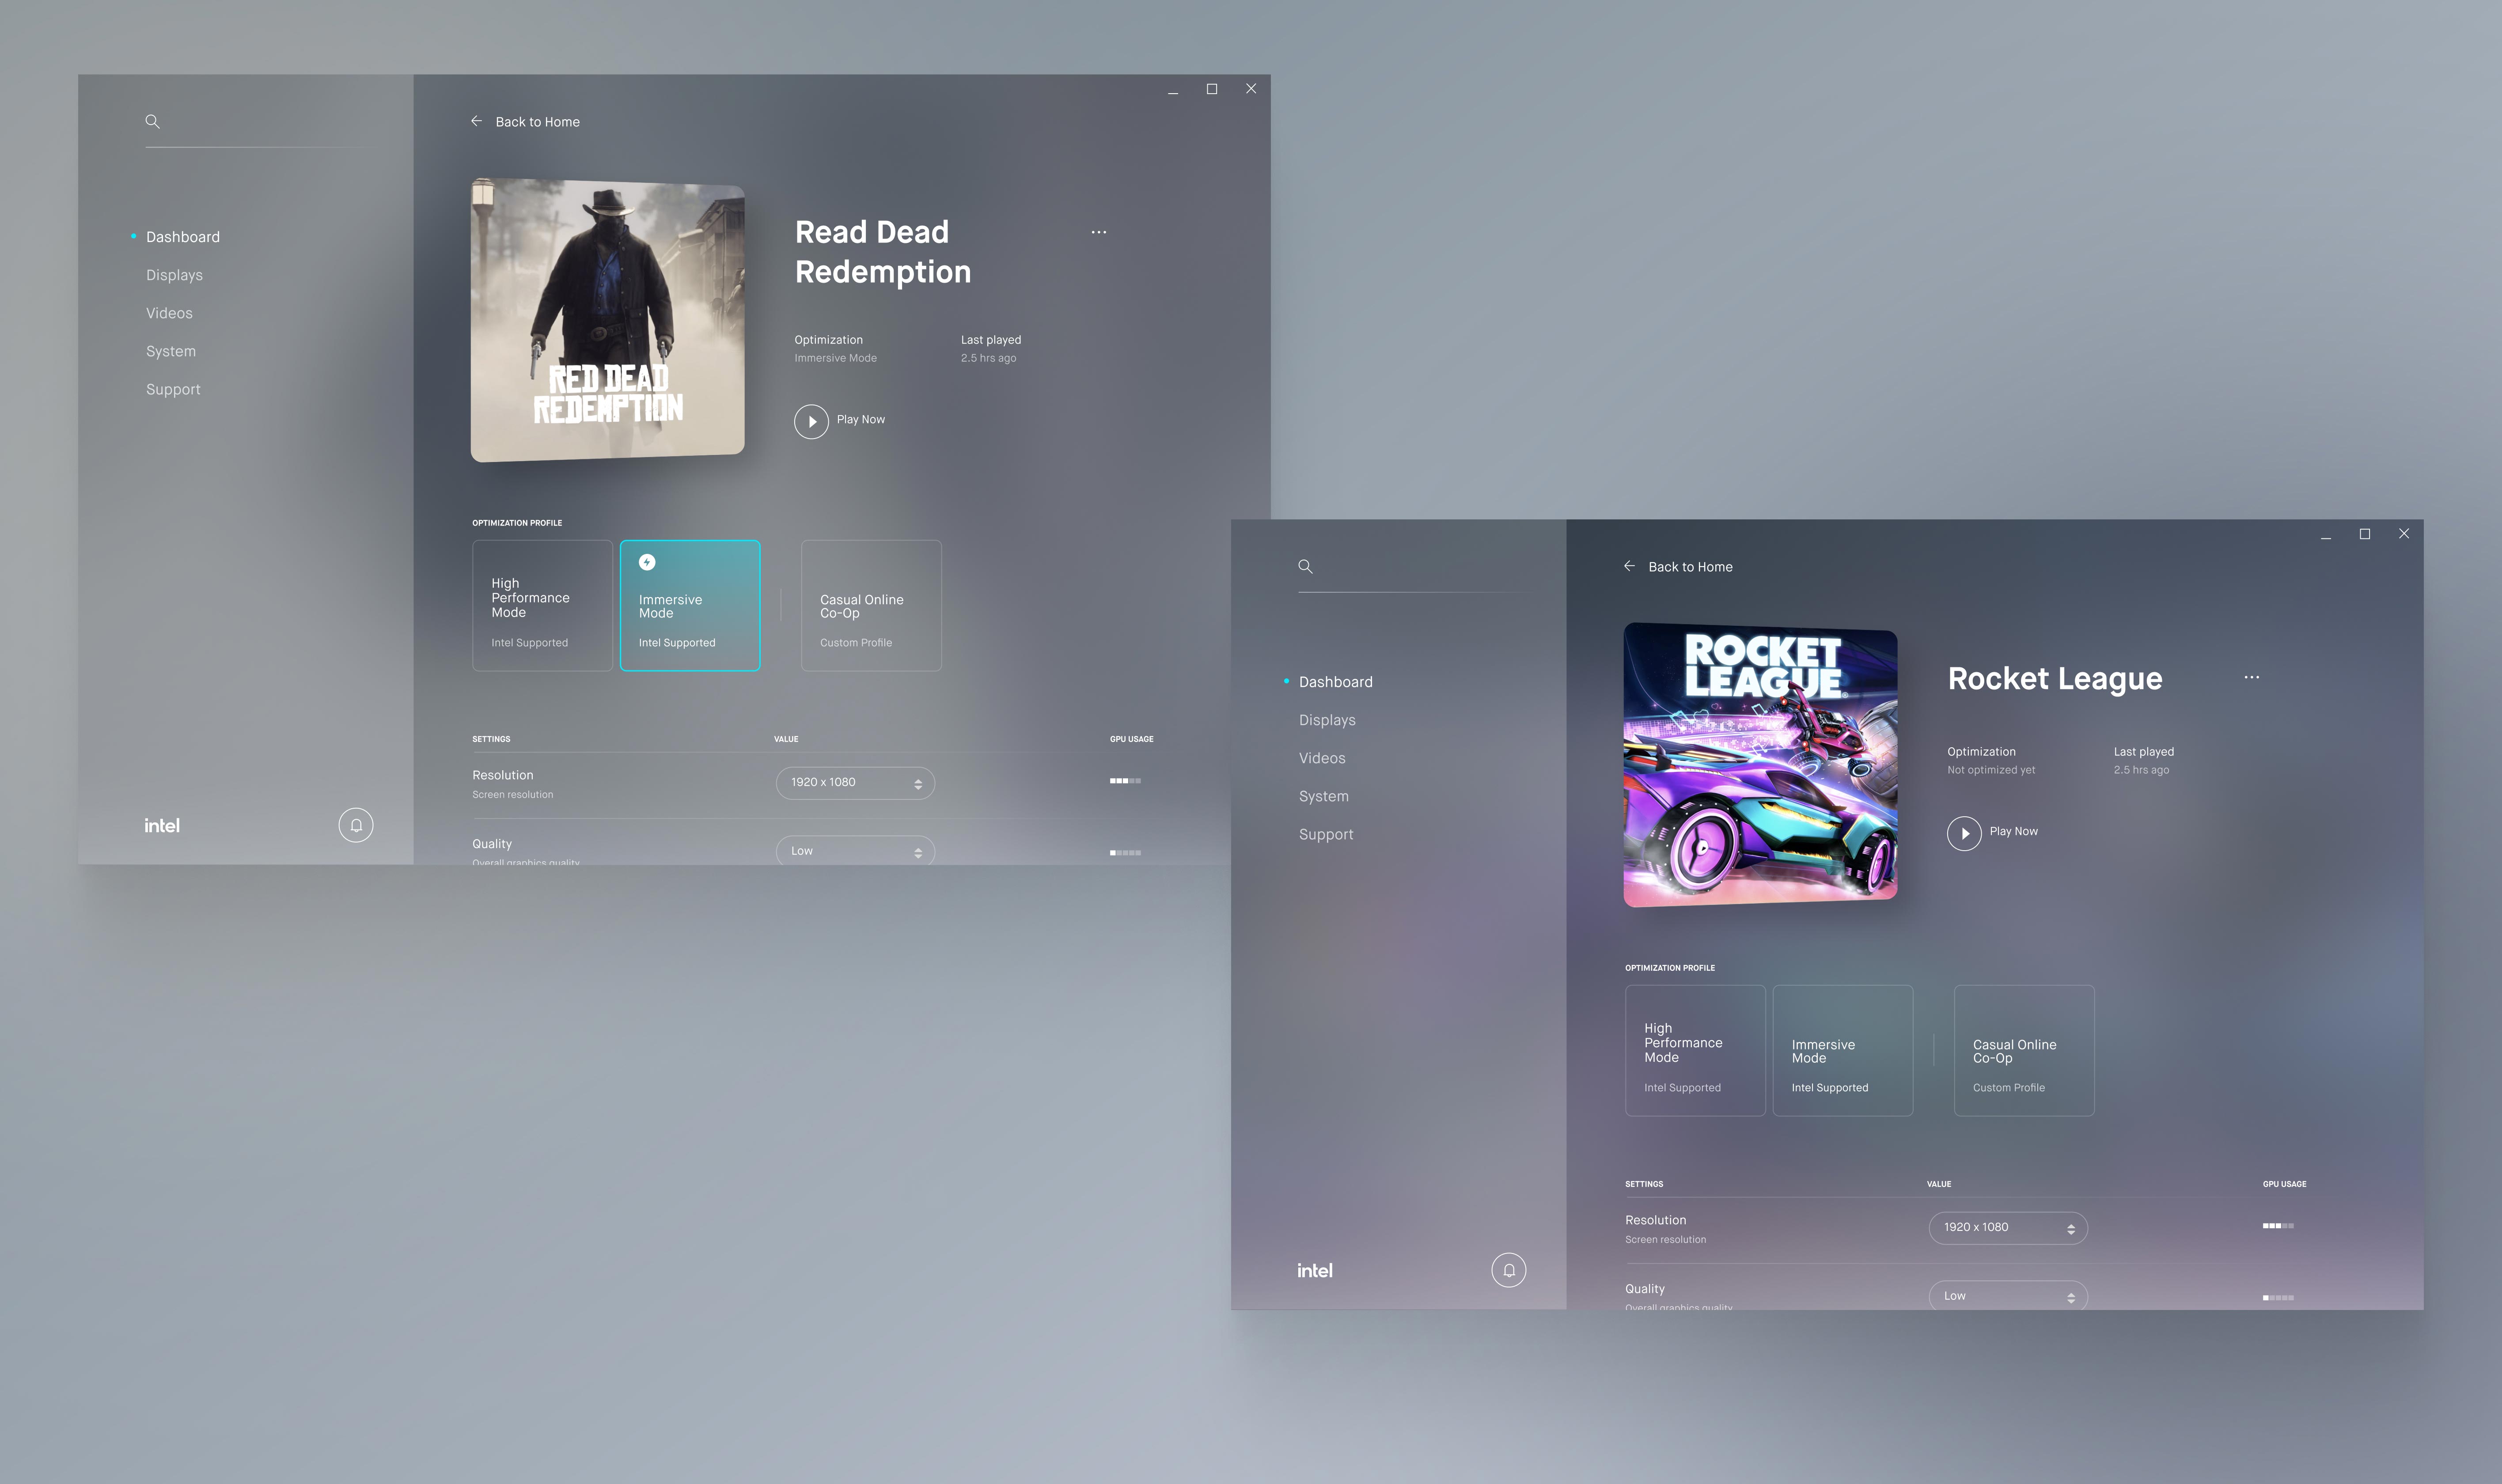 Back to Home
Dashboard
Displays
Videos
System
Support
intel
RED DEAD
REDEMPTION
Read Dead
Redemption
Optimization
Immersive Mode
Last played
2.5 hrs ago
Play Now
OPTIMIZATION PROFILE
High
Performance
Mode
Intel Supported
Immersive
Mode
Intel Supported
Casual Online
Co-Op
Custom Profile
SETTINGS
VALUE
GPU USAGE
Resolution
Screen resolution
1920 x 1080
Quality
Overall graphics quality
Low
Back to Home
Dashboard
Displays
Videos
System
Support
intel
ROCKET
LEAGUE
Rocket League
Optimization
Not optimized yet
Last played
2.5 hrs ago
Play Now
OPTIMIZATION PROFILE
High
Performance
Mode
Intel Supported
Immersive
Mode
Intel Supported
Casual Online
Co-Op
Custom Profile
SETTINGS
VALUE
GPU USAGE
Resolution
Screen resolution
1920 x 1080
Quality
Overall graphics quality
Low